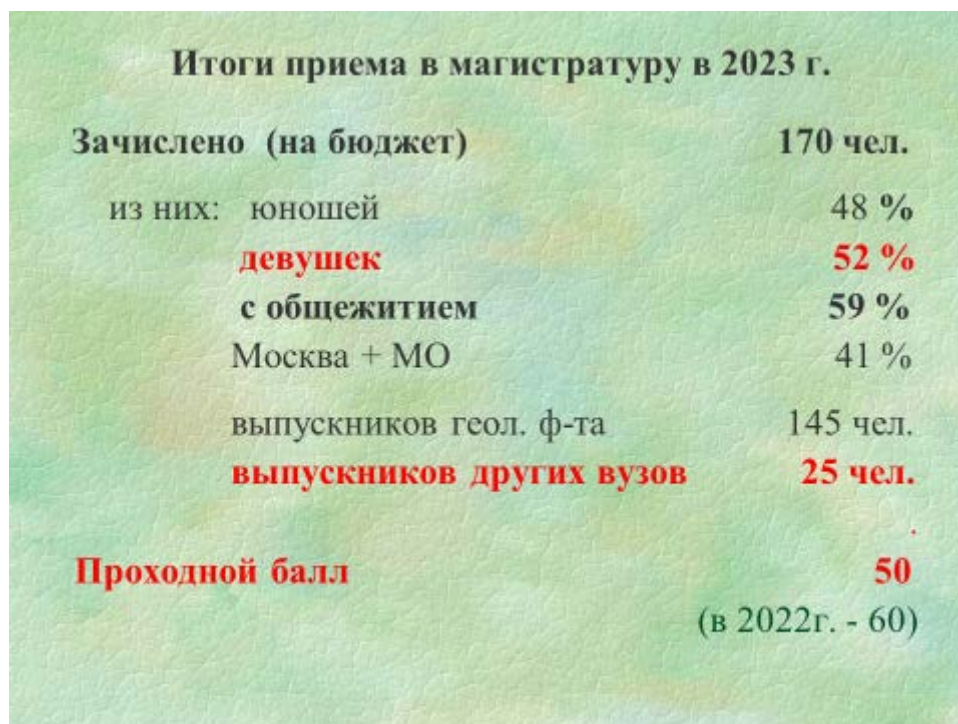 Итоги приема в магистратуру в 2023 г.
Зачислено (на бюджет) 170 чел.
из них: юношей 48 %
девушек 52 %
с общежитием 59 %
Москва + МО 41 %
выпускников геол. ф-та 145 чел.
выпускников других вузов 25 чел.
.
Проходной балл 50
(в 2022г. - 60)